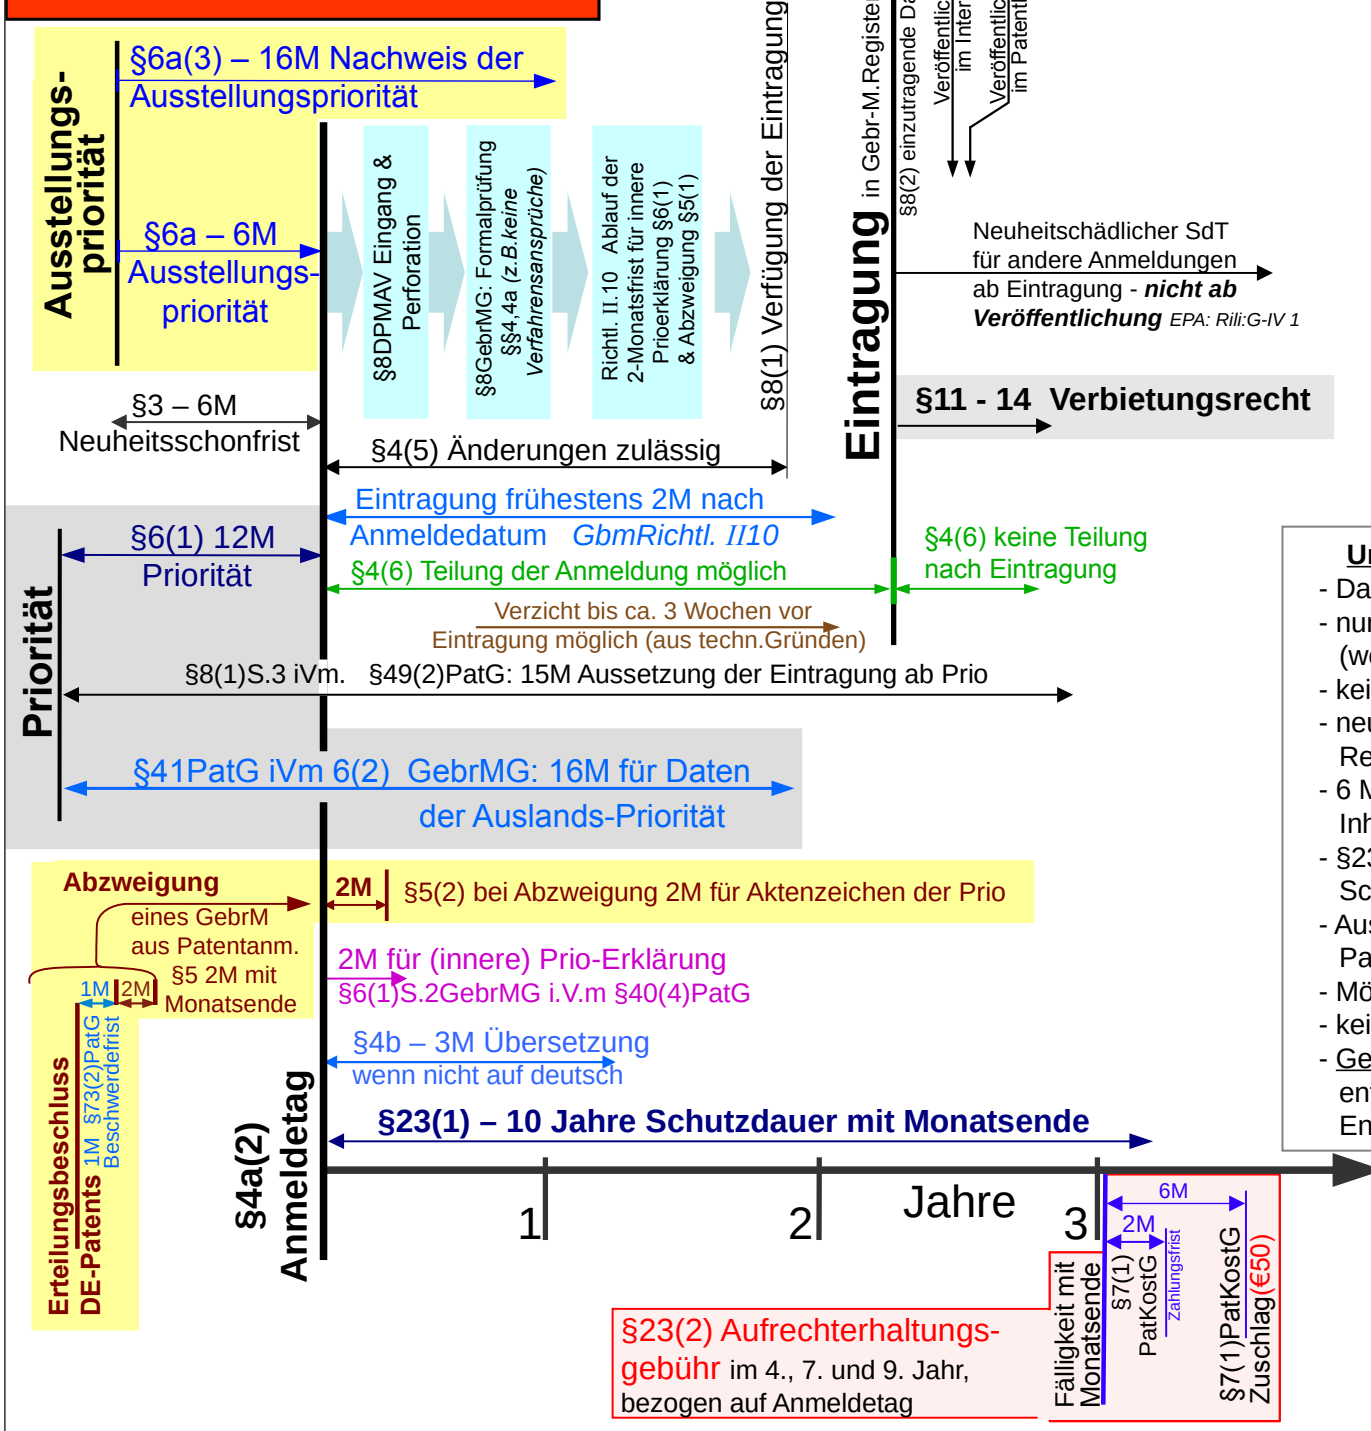 §6a(3) – 16M Nachweis der
Ausstellungspriorität
Ausstellungs-
priorität
§6a – 6M
Ausstellungs-
priorität
§8DPMAV Eingang &
Perforation
§8GebrMG: Formalprüfung
§§4,4a (z.B.keine
Verfahrensansprüche)
Richtl. II.10 Ablauf der
2-Monatsfrist für innere
Prioerklärung §6(1)
& Abzweigung §5(1)
§8(1) Verfügung der Eintragung
Eintragung in Gebr-M.Register
§8(2) einzutragende
im
im
Neuheitschädlicher SdT
für andere Anmeldungen
ab Eintragung - nicht ab
Veröffentlichung EPA: Rili:G-IV 1
§11 - 14 Verbietungsrecht
§3 – 6M
Neuheitsschonfrist
§4(5) Änderungen zulässig
Eintragung frühestens 2M nach
Anmeldedatum GbmRichtl. II10
§6(1) 12M
Priorität
§4(6) Teilung der Anmeldung möglich
§4(6) keine Teilung
nach Eintragung
Verzicht bis ca. 3 Wochen vor
Eintragung möglich (aus techn.Gründen)
Priorität
§8(1)S.3 iVm. §49(2)PatG: 15M Aussetzung der Eintragung ab Prio
§41PatG iVm 6(2) GebrMG: 16M für Daten
der Auslands-Priorität
Abzweigung
eines GebrM
aus Patentanm.
§5 2M mit
Monatsende
1M
2M
2M
§5(2) bei Abzweigung 2M für Aktenzeichen der Prio
2M für (innere) Prio-Erklärung
§6(1)S.2GebrMG i.V.m §40(4)PatG
§4b – 3M Übersetzung
wenn nicht auf deutsch
Erteilungsbeschluss
DE-Patents
1M §73(2)PatG
Beschwerdefrist
§4a(2)
Anmeldetag
§23(1) – 10 Jahre Schutzdauer mit Monatsende
1
2
Jahre
3
6M
2M
Fälligkeit mit
Monatsende
§7(1)
PatKostG
Zahlungsfrist
§7(1)PatKostG
Zuschlag(€50)
§23(2) Aufrechterhaltungs-
gebühr im 4., 7. und 9. Jahr,
bezogen auf Anmeldetag
- 6
- §23